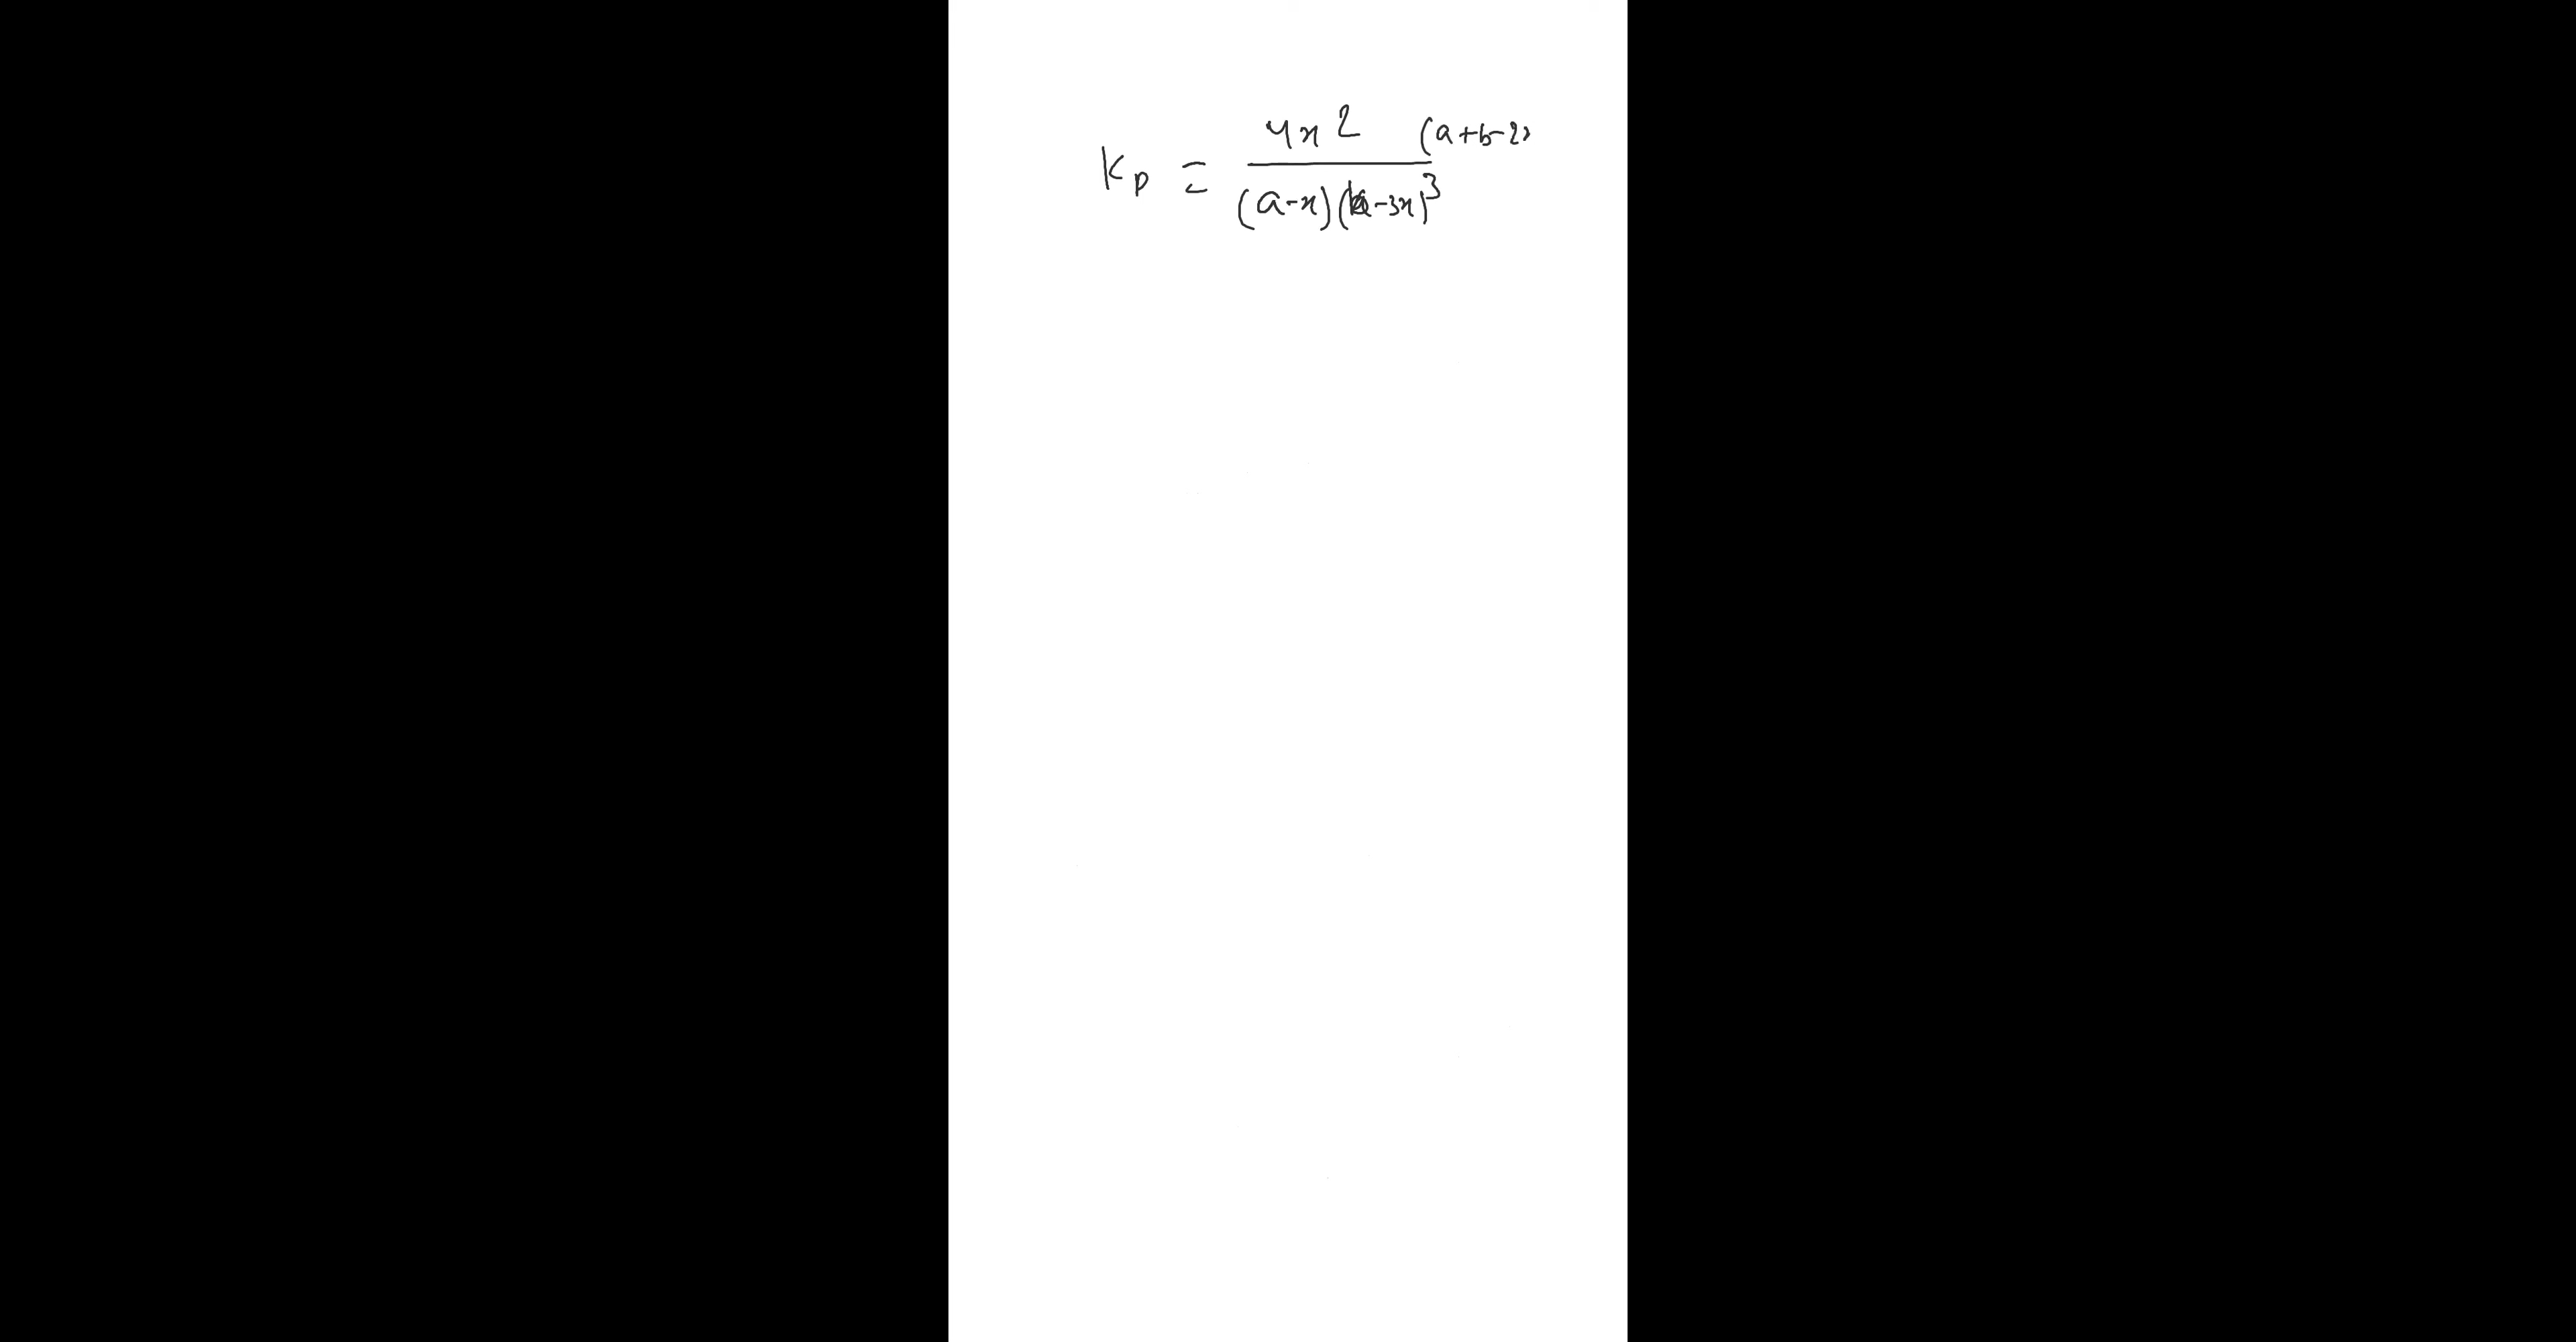 Kp = 4x² (a+b-2x / (a-x)(b-3x)³